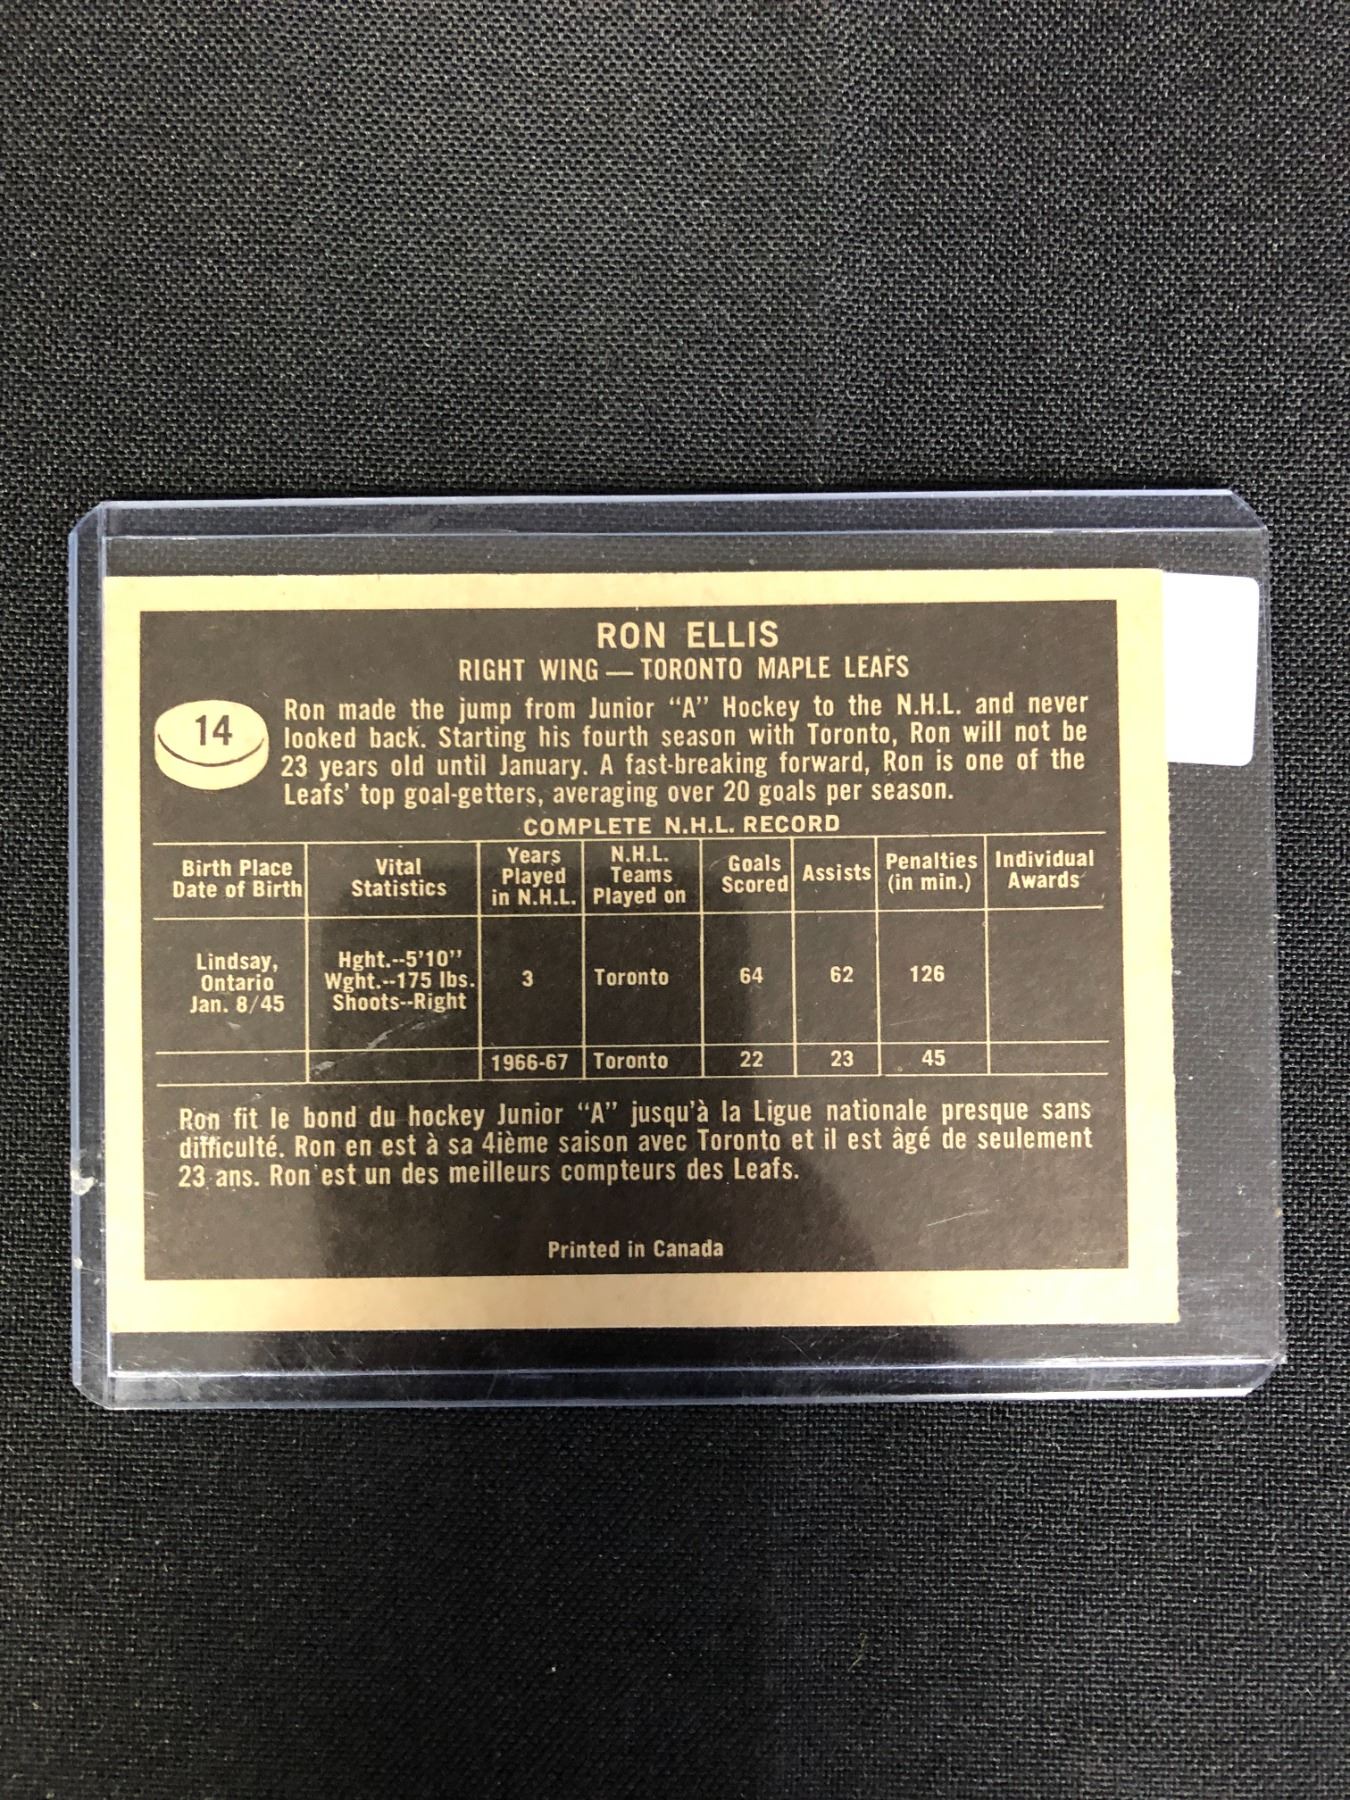 RON ELLIS
RIGHT WING — TORONTO MAPLE LEAFS
14
Ron made the jump from Junior “A” Hockey to the N.H.L. and never
looked back. Starting his fourth season with Toronto, Ron will not be
23 years old until January. A fast-breaking forward, Ron is one of the
Leafs’ top goal-getters, averaging over 20 goals per season.
COMPLETE N.H.L. RECORD
Birth Place
Date of Birth
Vital
Statistics
Years
Played
in N.H.L.
N.H.L.
Teams
Played on
Goals
Scored
Assists
Penalties
(in min.)
Individual
Awards
Lindsay,
Ontario
Jan. 8/45
Hght.--5’10”
Wght.--175 lbs.
Shoots--Right
3
Toronto
64
62
126
1966-67
Toronto
22
23
45
Ron fit le bond du hockey Junior “A” jusqu’à la Ligue nationale presque sans
difficulté. Ron en est à sa 4ième saison avec Toronto et il est âgé de seulement
23 ans. Ron est un des meilleurs compteurs des Leafs.
Printed in Canada